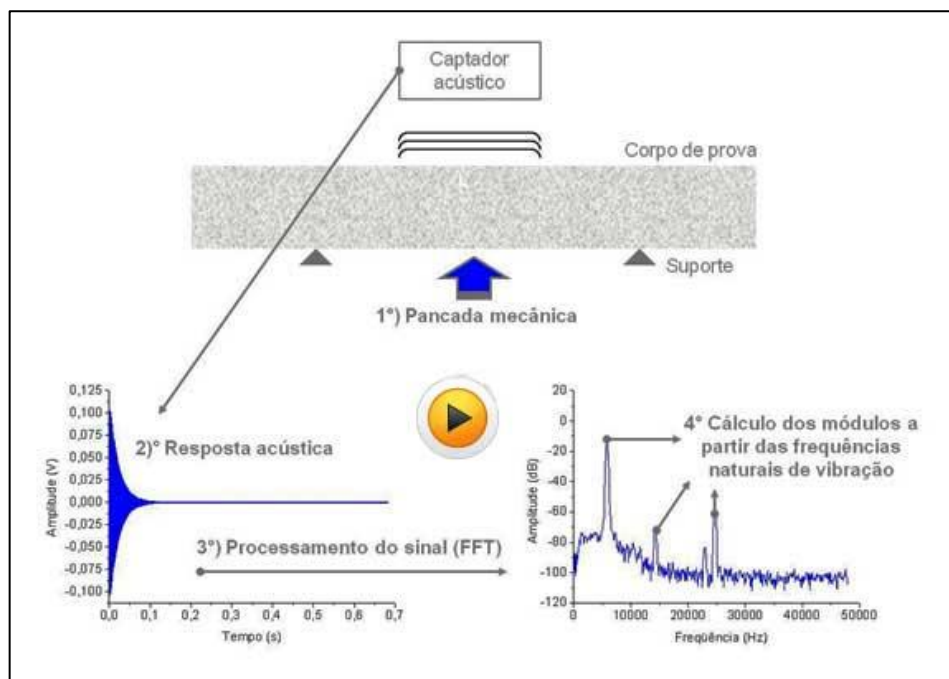 Captador
acústico
Corpo de prova
Suporte
1°) Pancada mecânica
0,125
0,100
0,075
0,050
0,025
0,000
-0,025
-0,050
-0,075
-0,100
Amplitude (V)
2)° Resposta acústica
3°) Processamento do sinal (FFT)
0,0 0,1 0,2 0,3 0,4 0,5 0,6 0,7
Tempo (s)
20
0
-20
-40
-60
-80
-100
-120
Amplitude (dB)
4° Cálculo dos módulos a
partir das frequências
naturais de vibração
0 10000 20000 30000 40000 50000
Freqüência (Hz)